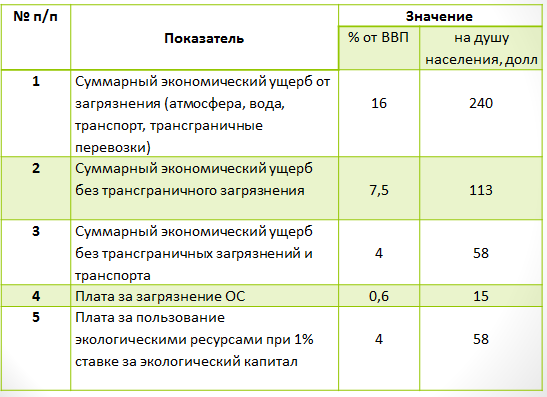 № п/п
Показатель
Значение
% от ВВП
на душу
населения, долл
1
Суммарный экономический ущерб от
загрязнения (атмосфера, вода,
транспорт, трансграничные
перевозки)
16
240
2
Суммарный экономический ущерб
без трансграничного загрязнения
7,5
113
3
Суммарный экономический ущерб
без трансграничных загрязнений и
транспорта
4
58
4
Плата за загрязнение ОС
0,6
15
5
Плата за пользование
экологическими ресурсами при 1%
ставке за экологический капитал
4
58